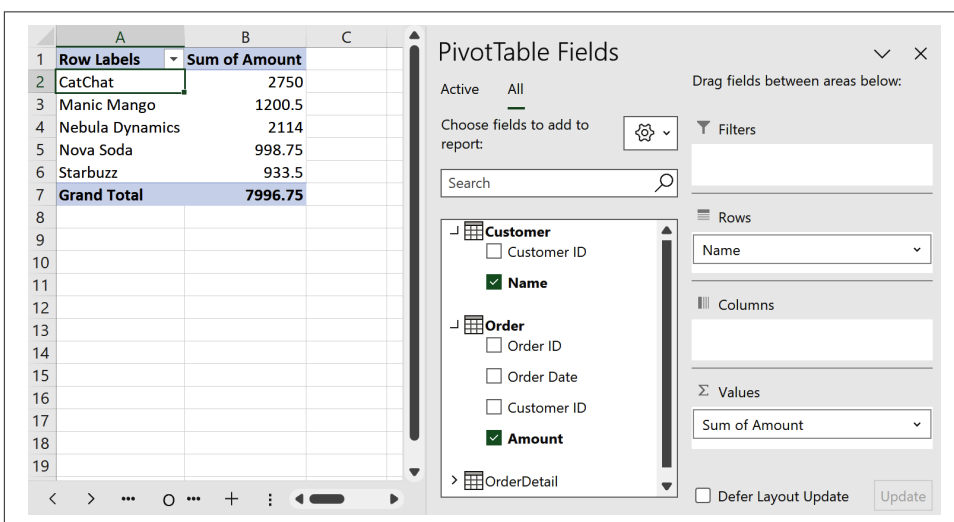 A B C
1 Row Labels Sum of Amount
2 CatChat 2750
3 Manic Mango 1200.5
4 Nebula Dynamics 2114
5 Nova Soda 998.75
6 Starbuzz 933.5
7 Grand Total 7996.75
8
9
10
11
12
13
14
15
16
17
18
19
< > ••• O ••• +
PivotTable Fields
Active All
Choose fields to add to
report:
Search
Customer
Customer ID
Name
Order
Order ID
Order Date
Customer ID
Amount
OrderDetail
Drag fields between areas below:
Filters
Rows
Name
Columns
Σ Values
Sum of Amount
Defer Layout Update Update